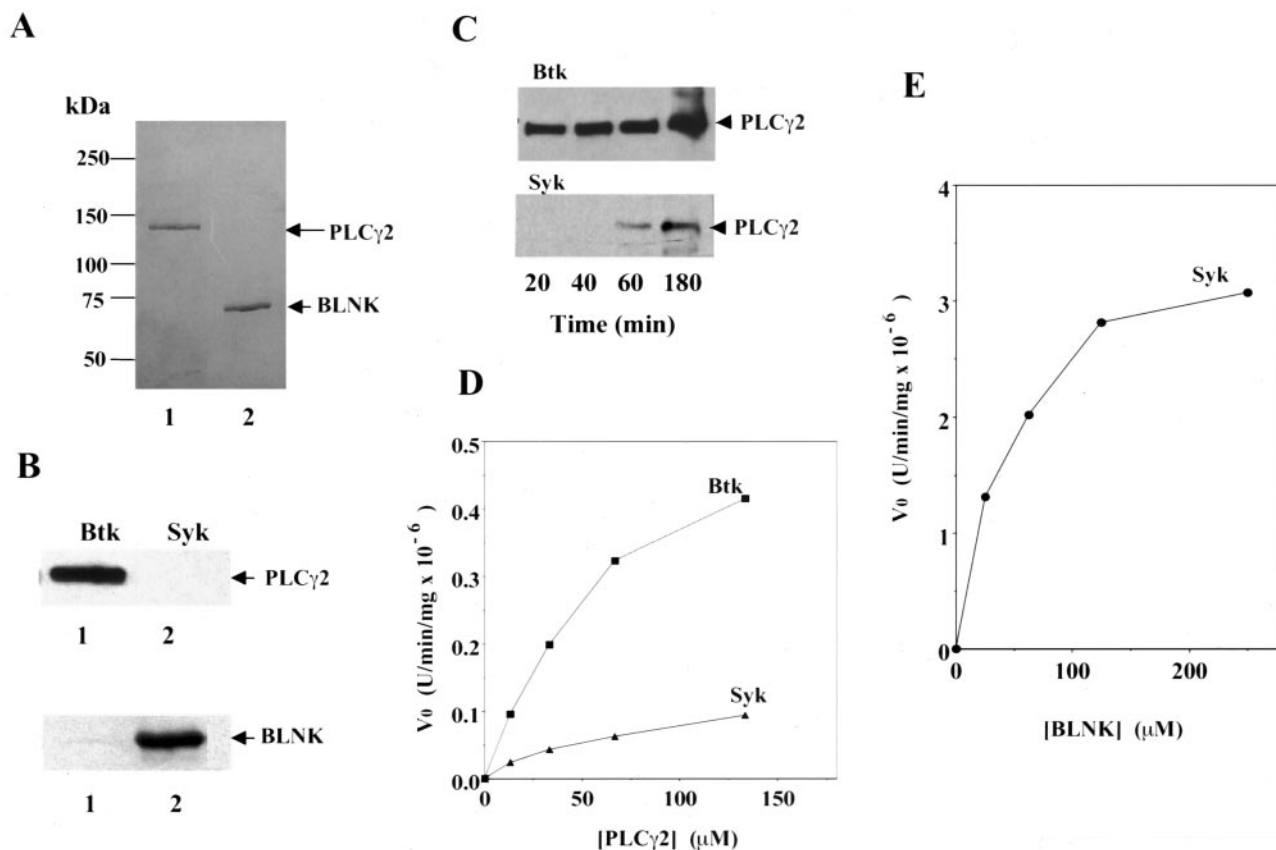 A
kDa
250
150
100
75
50
PLCγ2
BLNK
1 2
B
Btk Syk
PLCγ2
1 2
BLNK
1 2
C
Btk
PLCγ2
Syk
PLCγ2
20 40 60 180
Time (min)
D
V₀ (U/min/mg x 10⁻⁶)
0.5
0.4
0.3
0.2
0.1
0.0
Btk
Syk
0 50 100 150
[PLCγ2] (μM)
E
V₀ (U/min/mg x 10⁻⁶)
4
3
2
1
0
Syk
0 100 200
[BLNK] (μM)